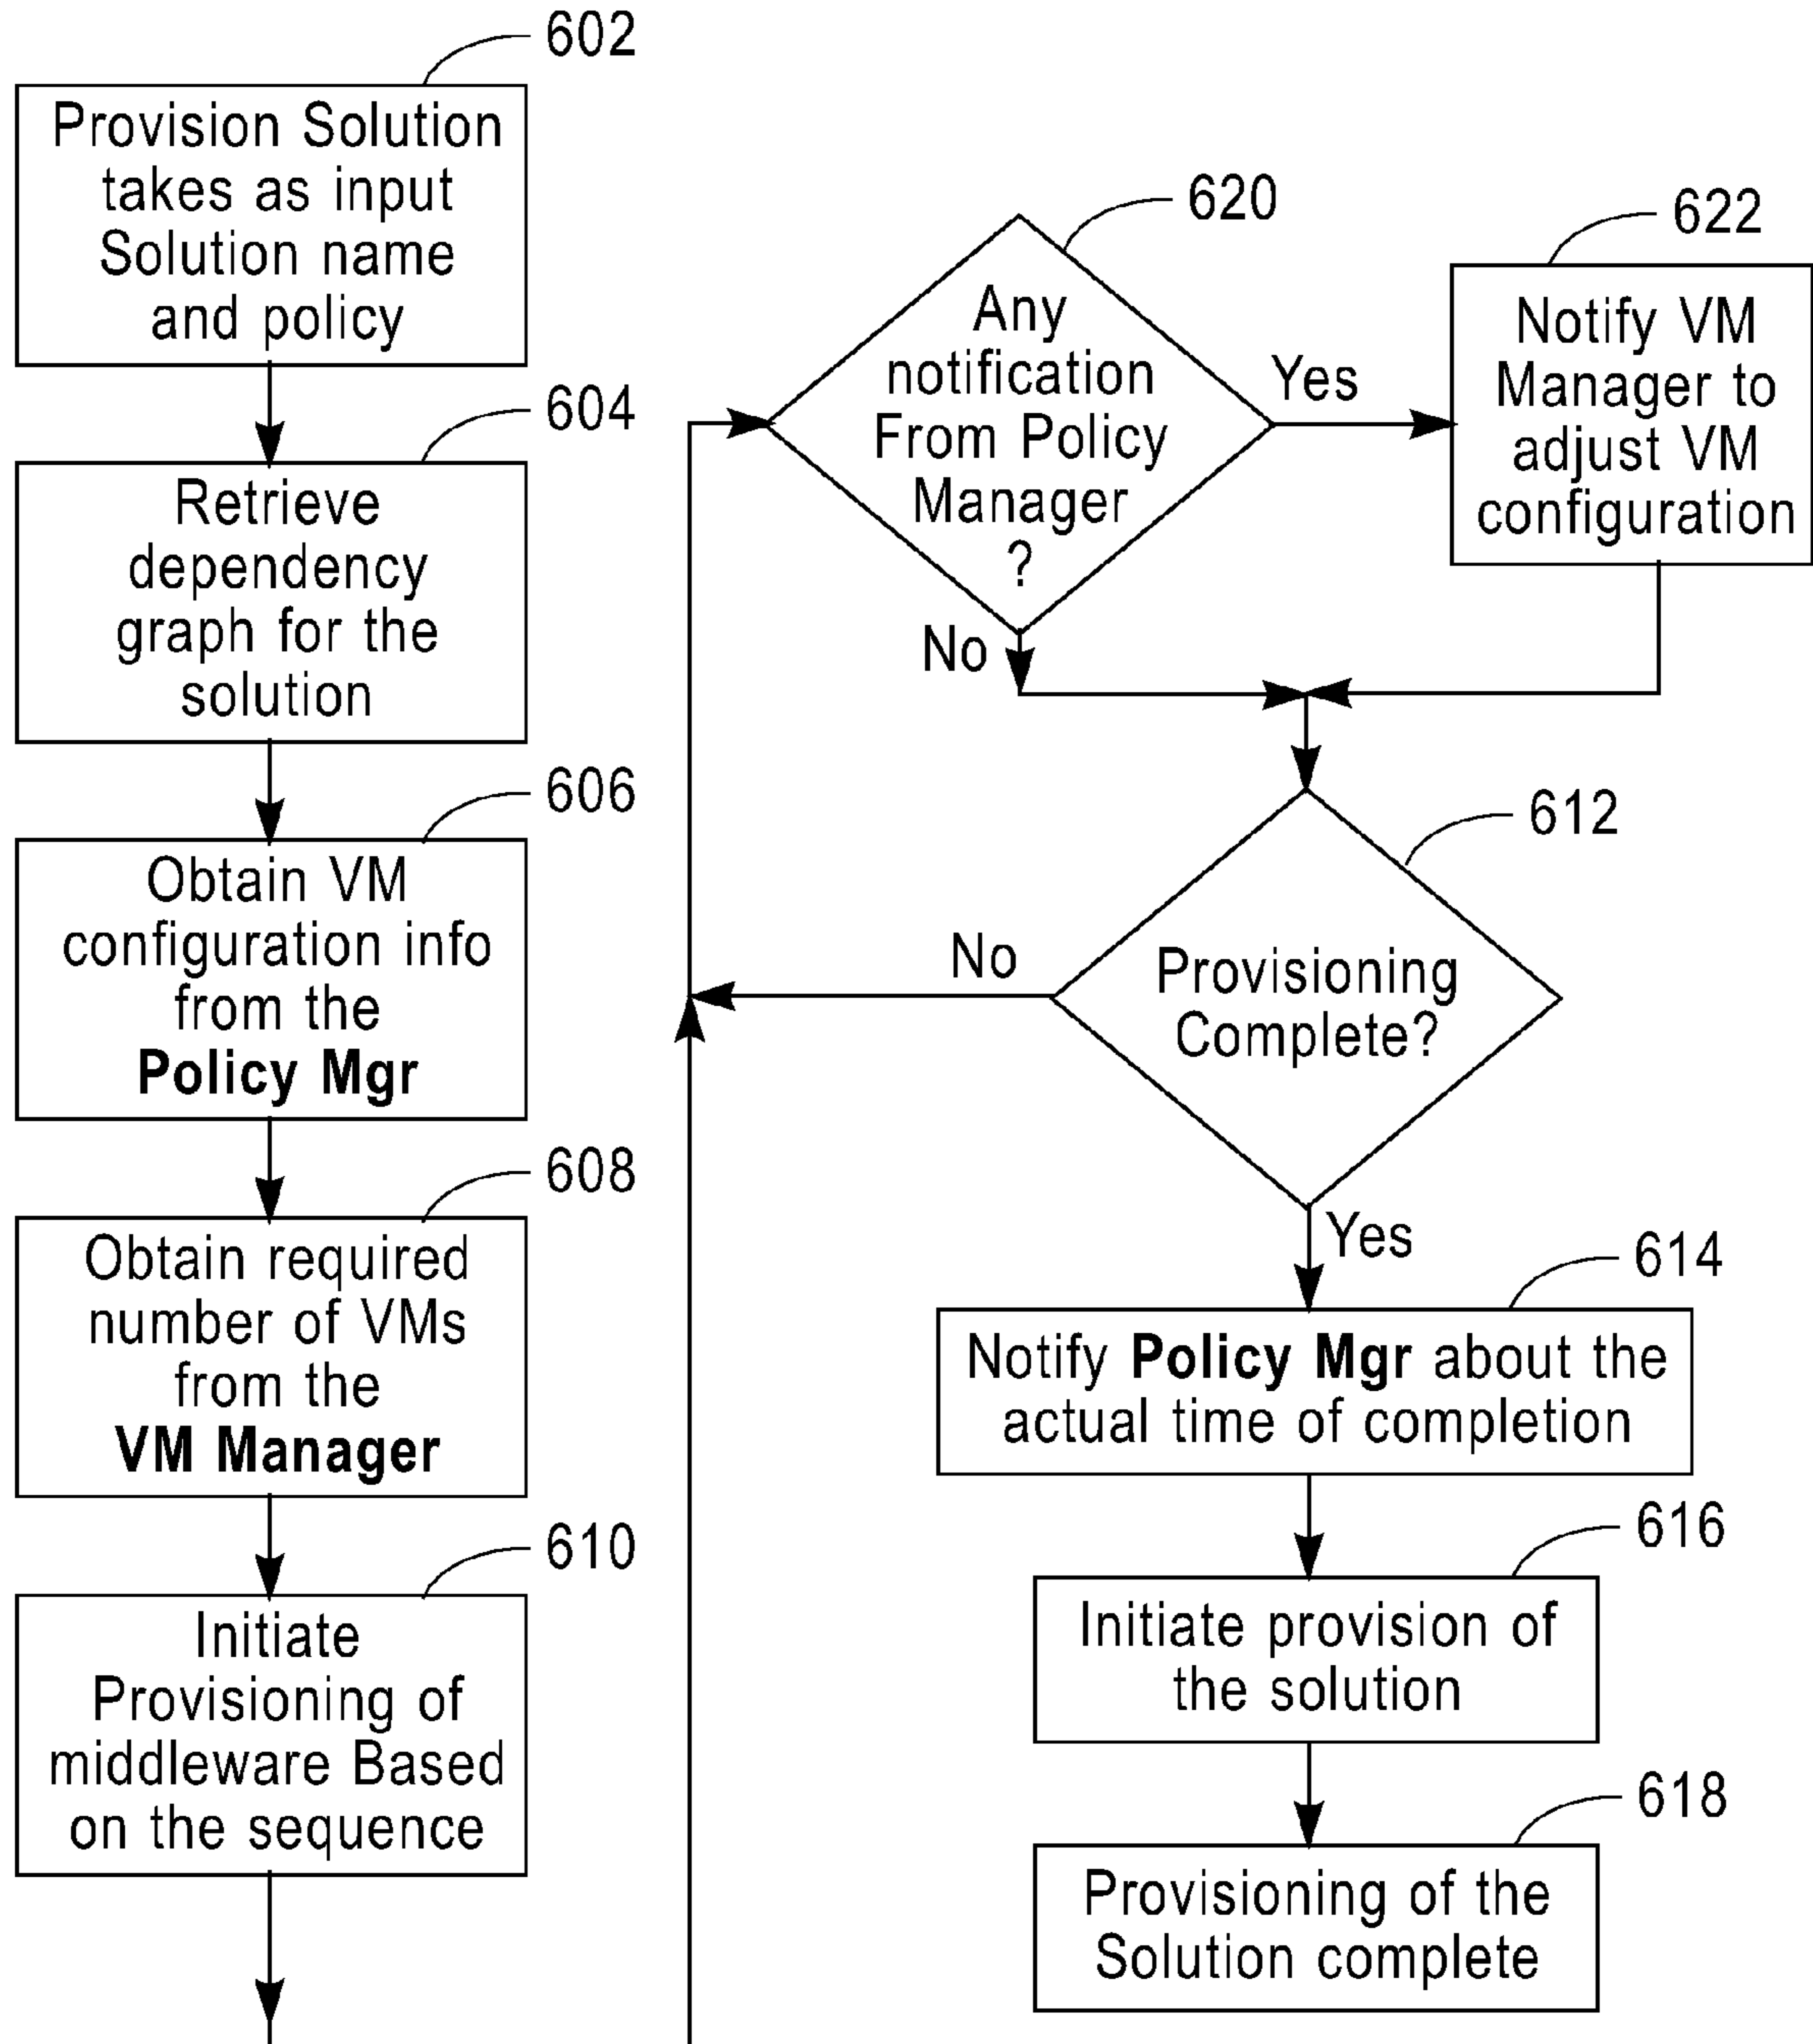 602
Provision Solution
takes as input
Solution name
and policy
604
Retrieve
dependency
graph for the
solution
606
Obtain VM
configuration info
from the
Policy Mgr
608
Obtain required
number of VMs
from the
VM Manager
610
Initiate
Provisioning of
middleware Based
on the sequence
620
Any
notification
From Policy
Manager
?
Yes
No
622
Notify VM
Manager to
adjust VM
configuration
612
Provisioning
Complete?
No
Yes
614
Notify Policy Mgr about the
actual time of completion
616
Initiate provision of
the solution
618
Provisioning of the
Solution complete